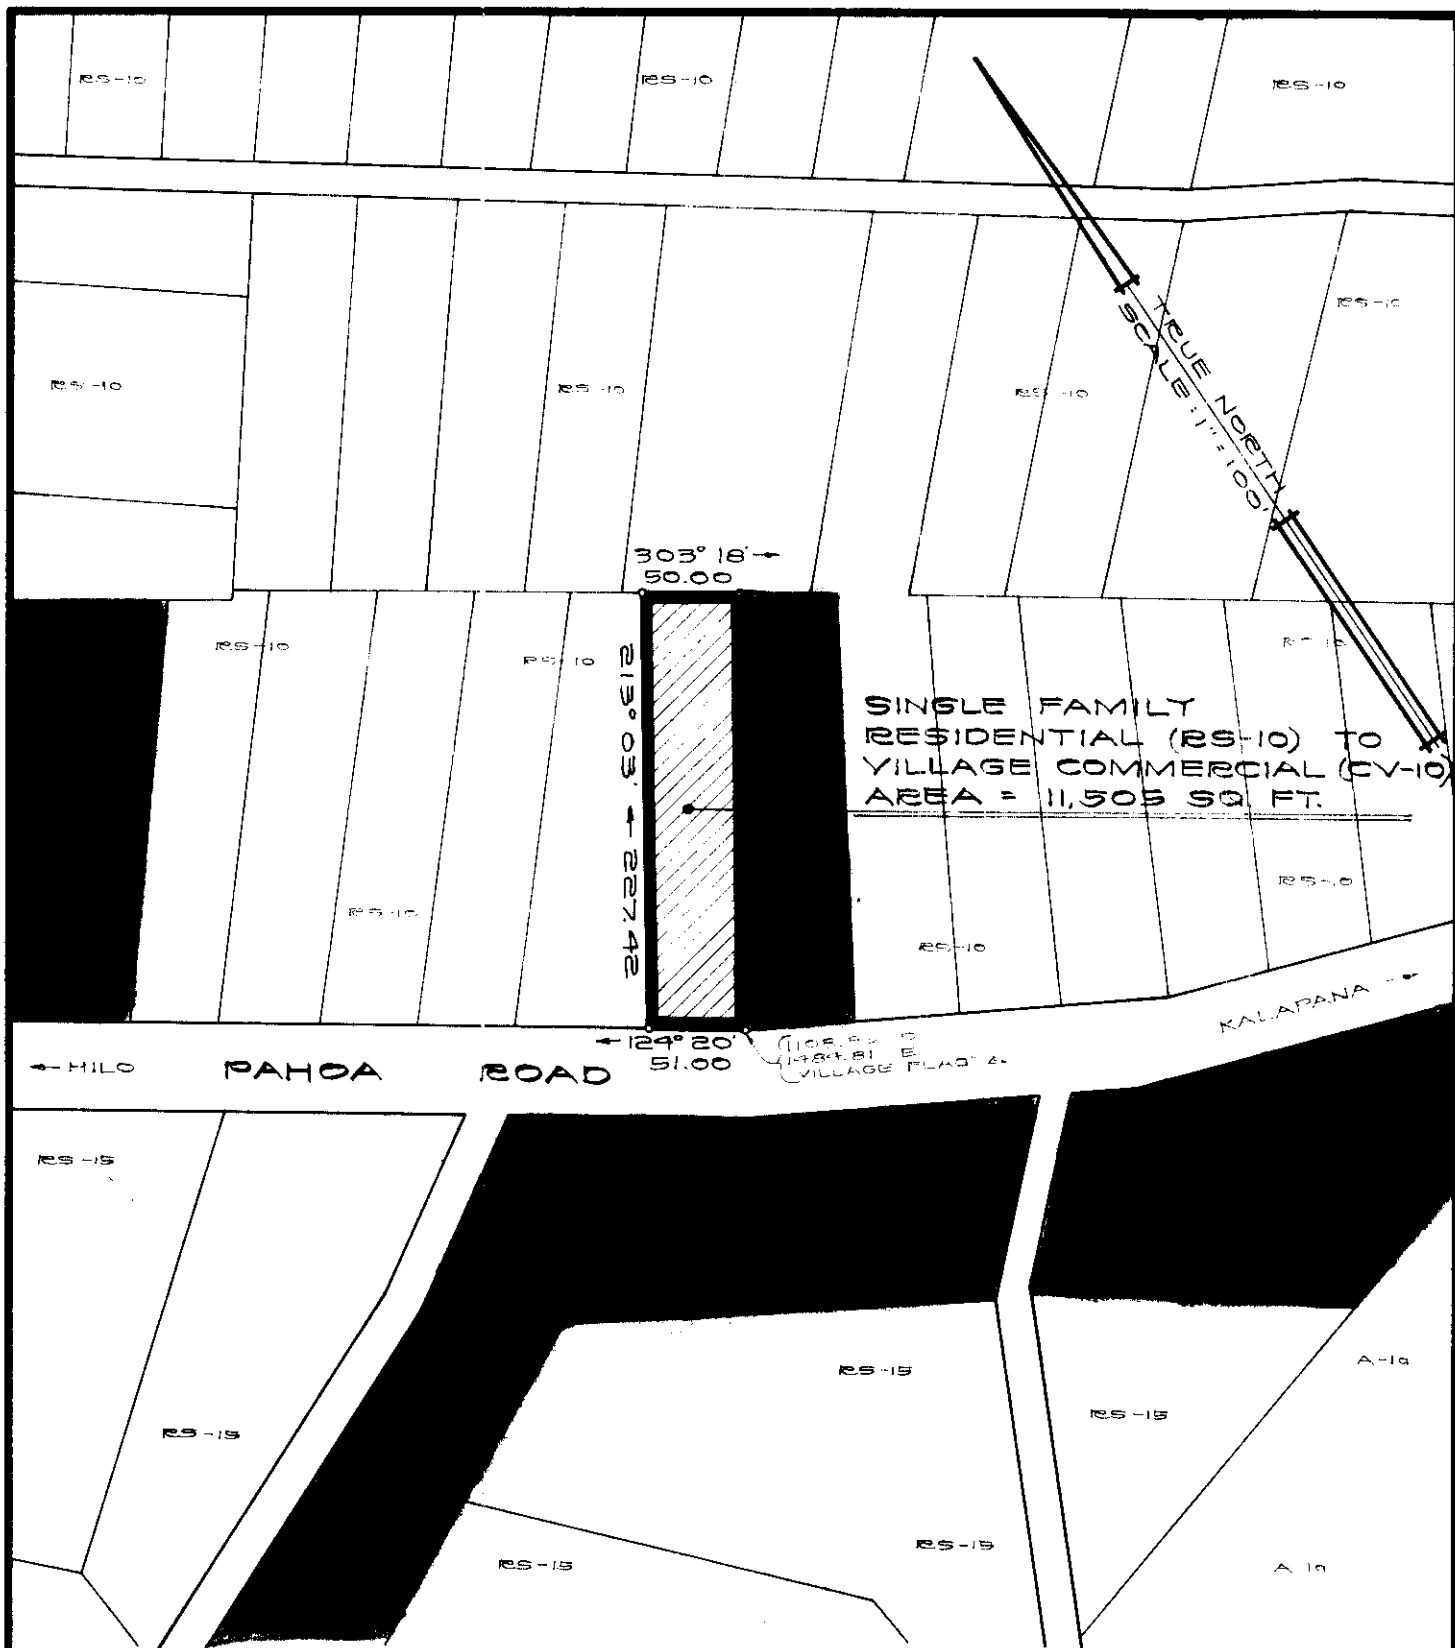 RS-10
RS-10
RS-10
RS-10
RS-10
RS-10
RS-10
TRUE NORTH
SCALE : 1" = 100'
303° 18' →
50.00
RS-10
RS-10
213° 03' ← 227.42
SINGLE FAMILY
RESIDENTIAL (RS-10) TO
VILLAGE COMMERCIAL (CV-10)
AREA = 11,505 SQ. FT.
RS-10
RS-10
RS-10
KALAPANA →
← 124° 20'
51.00
1484.81 E
"VILLAGE FLAG" Δ
← HILO PAHOA ROAD
RS-15
RS-15
RS-15
RS-15
RS-15
RS-15
A-1a
A-1a